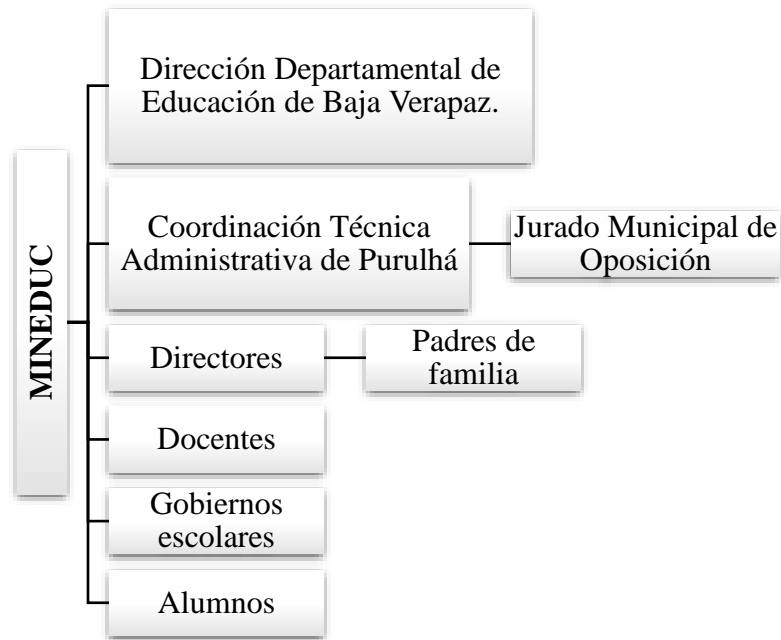 MINEDUC
Dirección Departamental de
Educación de Baja Verapaz.
Coordinación Técnica
Administrativa de Purulhá
Jurado Municipal de
Oposición
Directores
Padres de
familia
Docentes
Gobiernos
escolares
Alumnos